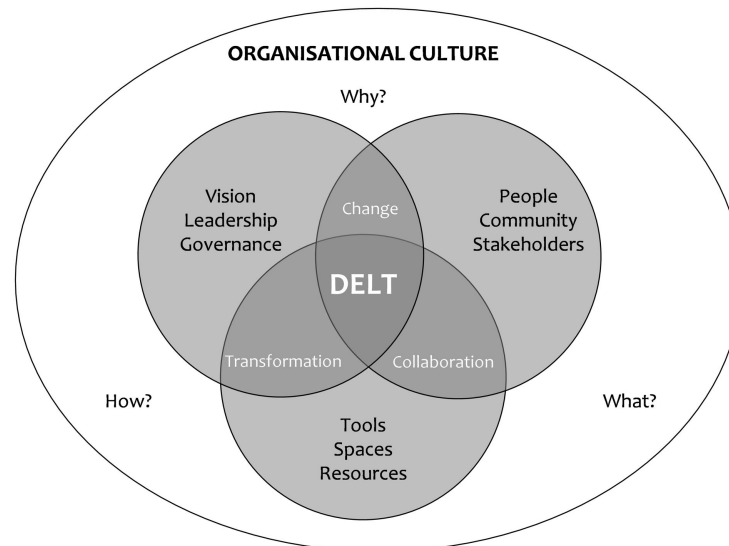 ORGANISATIONAL CULTURE
Why?
Vision
Leadership
Governance
Change
People
Community
Stakeholders
DELT
Transformation
Collaboration
How?
What?
Tools
Spaces
Resources